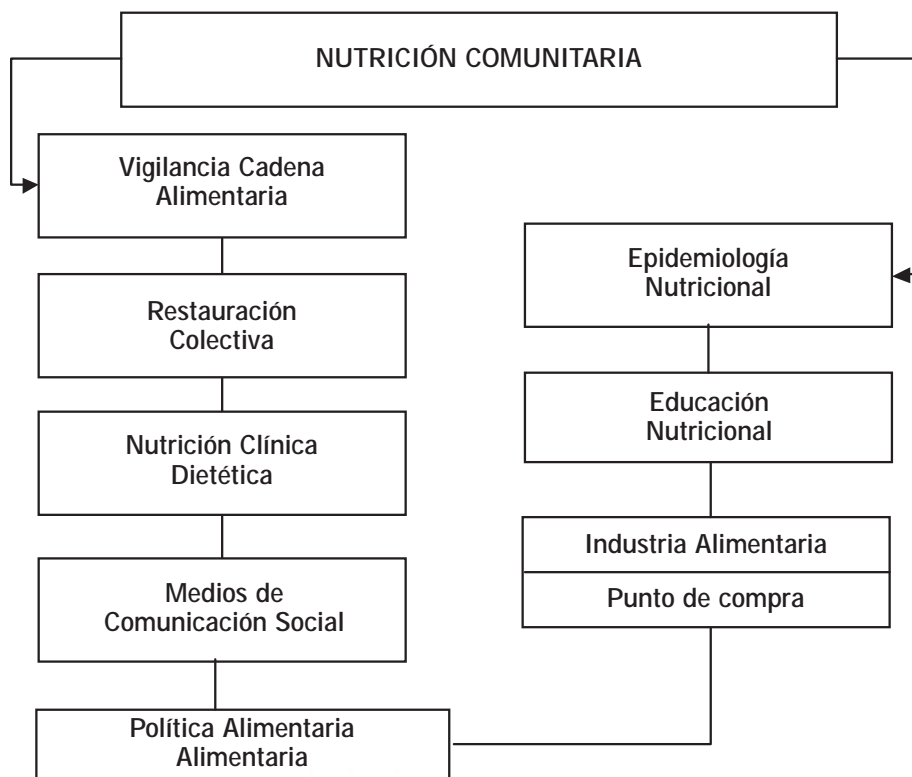 NUTRICIÓN COMUNITARIA
Vigilancia Cadena
Alimentaria
Restauración
Colectiva
Nutrición Clínica
Dietética
Medios de
Comunicación Social
Política Alimentaria
Alimentaria
Epidemiología
Nutricional
Educación
Nutricional
Industria Alimentaria
Punto de compra